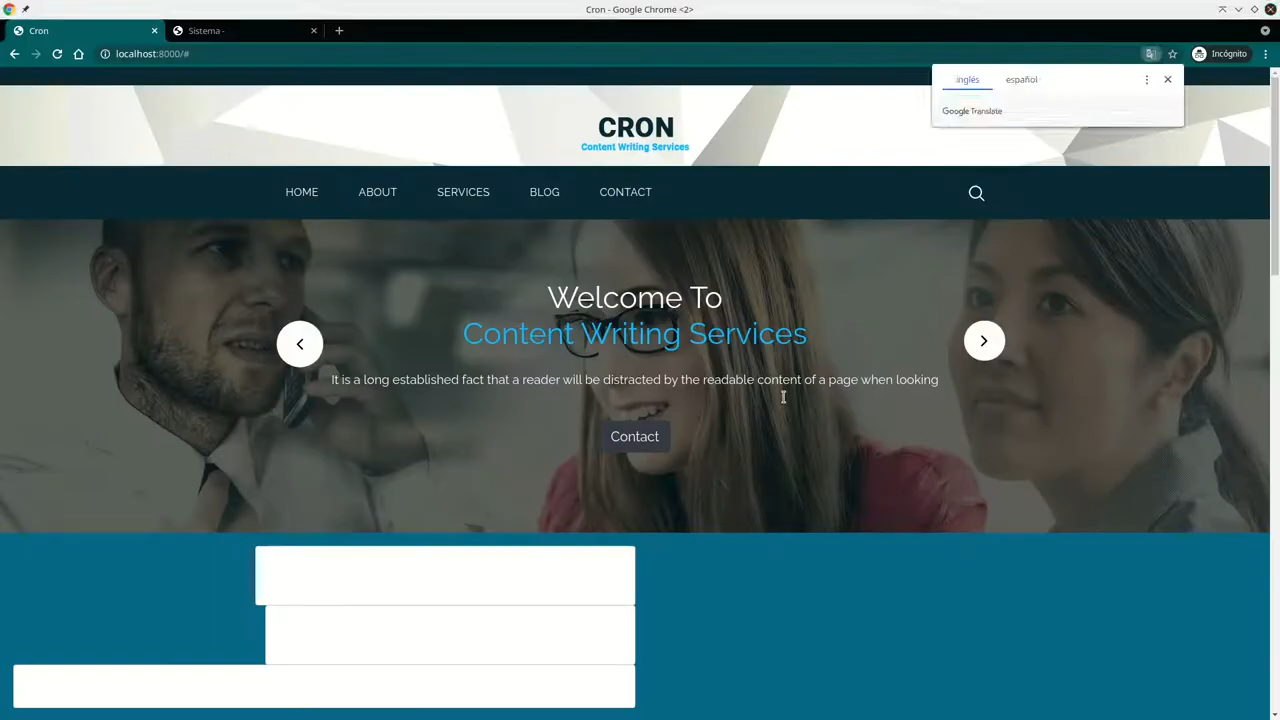 Cron - Google Chrome <2>
Cron
Sistema -
localhost:8000/#
Incógnito
inglés
español
Google Translate
CRON
Content Writing Services
HOME
ABOUT
SERVICES
BLOG
CONTACT
Welcome To
Content Writing Services
It is a long established fact that a reader will be distracted by the readable content of a page when looking
Contact